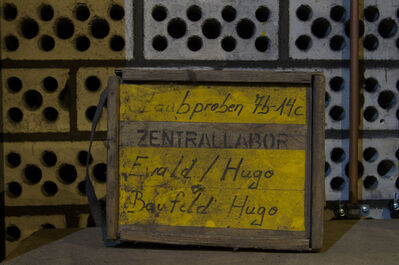 Staubproben 7b-14c
ZENTRALLABOR
Ewald / Hugo
Baufeld Hugo